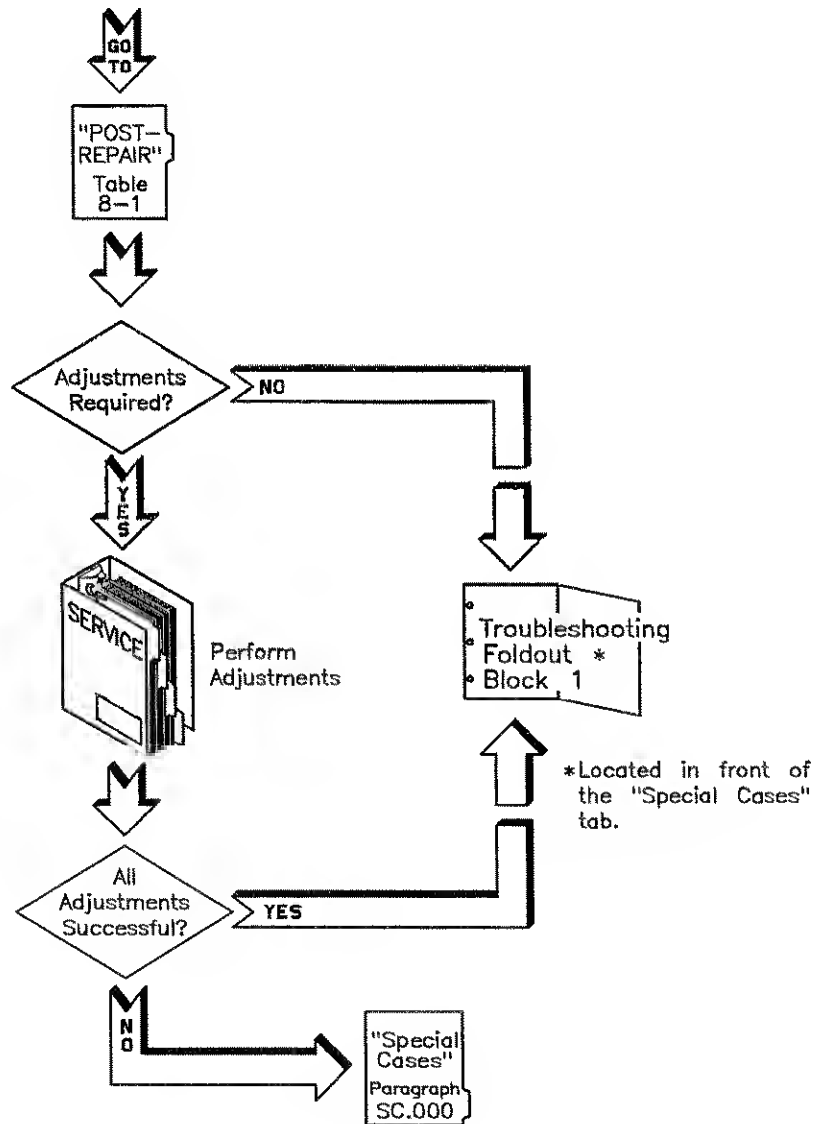 GO
TO
"POST-
REPAIR"
Table
8-1
Adjustments
Required?
NO
YES
SERVICE
Perform
Adjustments
Troubleshooting
Foldout *
Block 1
*Located in front of
the "Special Cases"
tab.
All
Adjustments
Successful?
YES
NO
"Special
Cases"
Paragraph
SC.000